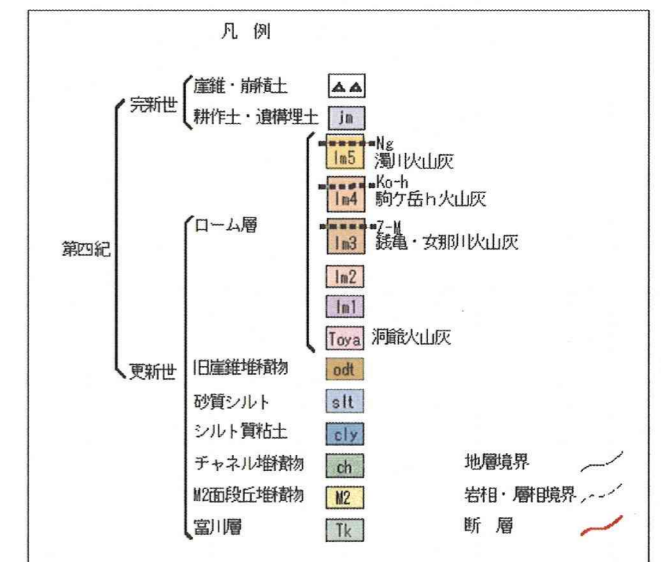 凡 例
崖錐・崩積土
完新世
耕作土・遺構埋土 jm
Ng
lm5 濁川火山灰
Ko-h
lm4 駒ケ岳h火山灰
Z-M
ローム層 lm3 銭亀・女那川火山灰
第四紀
lm2
lm1
Toya 洞爺火山灰
更新世 旧崖錐堆積物 odt
砂質シルト slt
シルト質粘土 cly
チャネル堆積物 ch 地層境界
M2面段丘堆積物 M2 岩相・層相境界
富川層 Tk 断 層